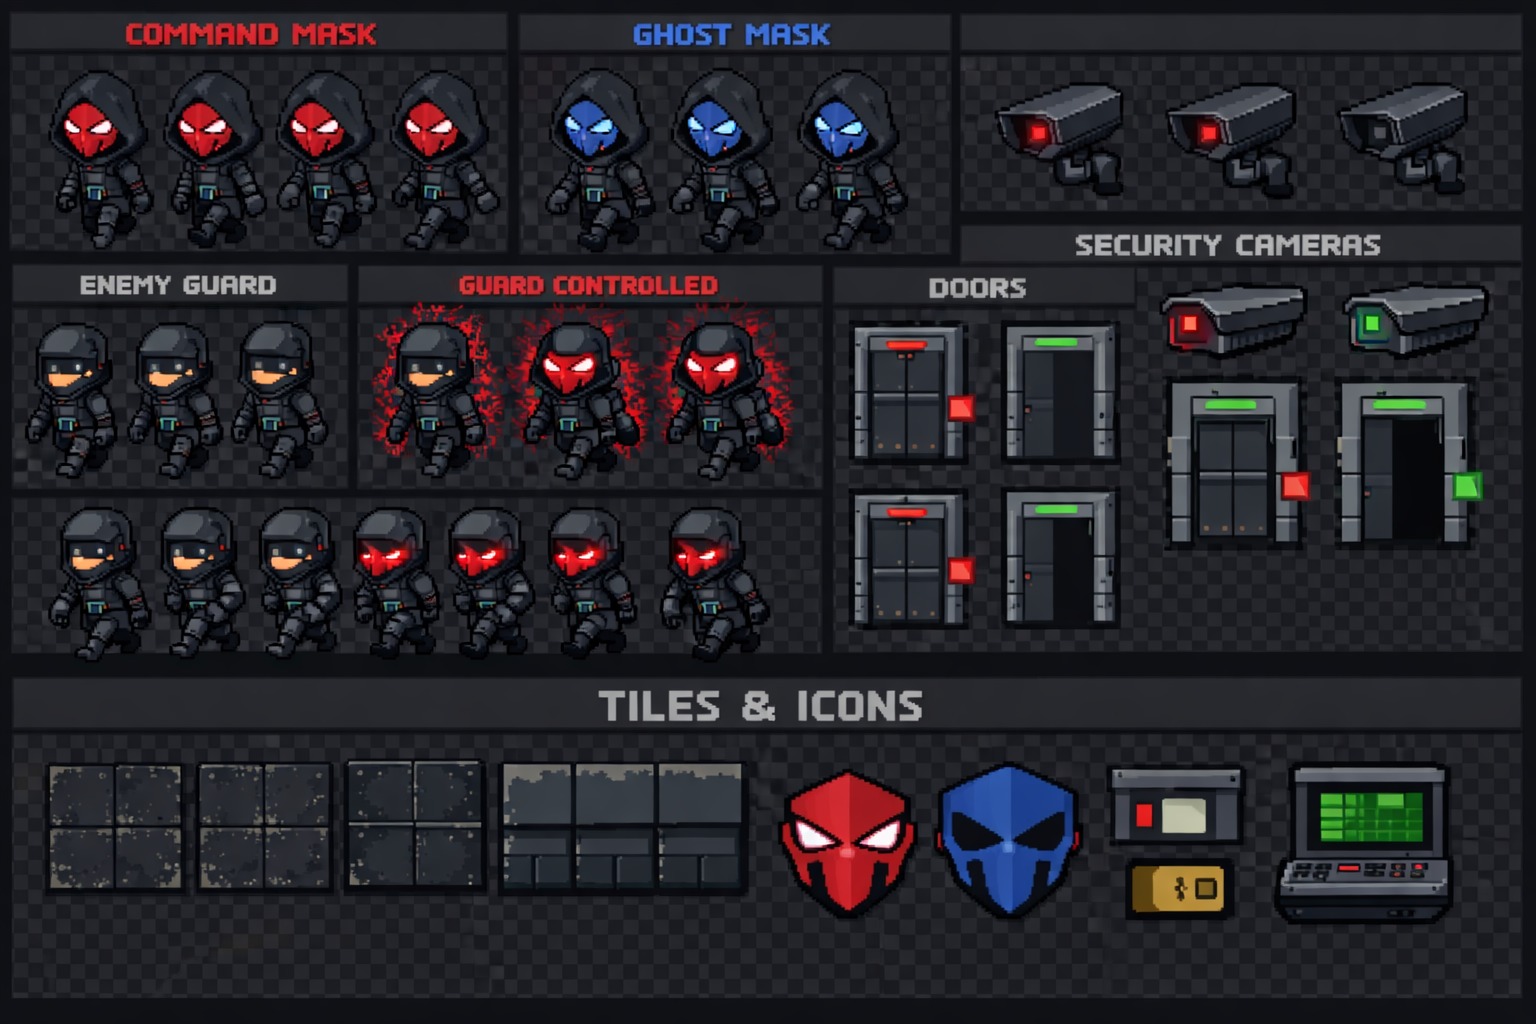 COMMAND MASK
GHOST MASK
SECURITY CAMERAS
ENEMY GUARD
GUARD CONTROLLED
DOORS
TILES & ICONS